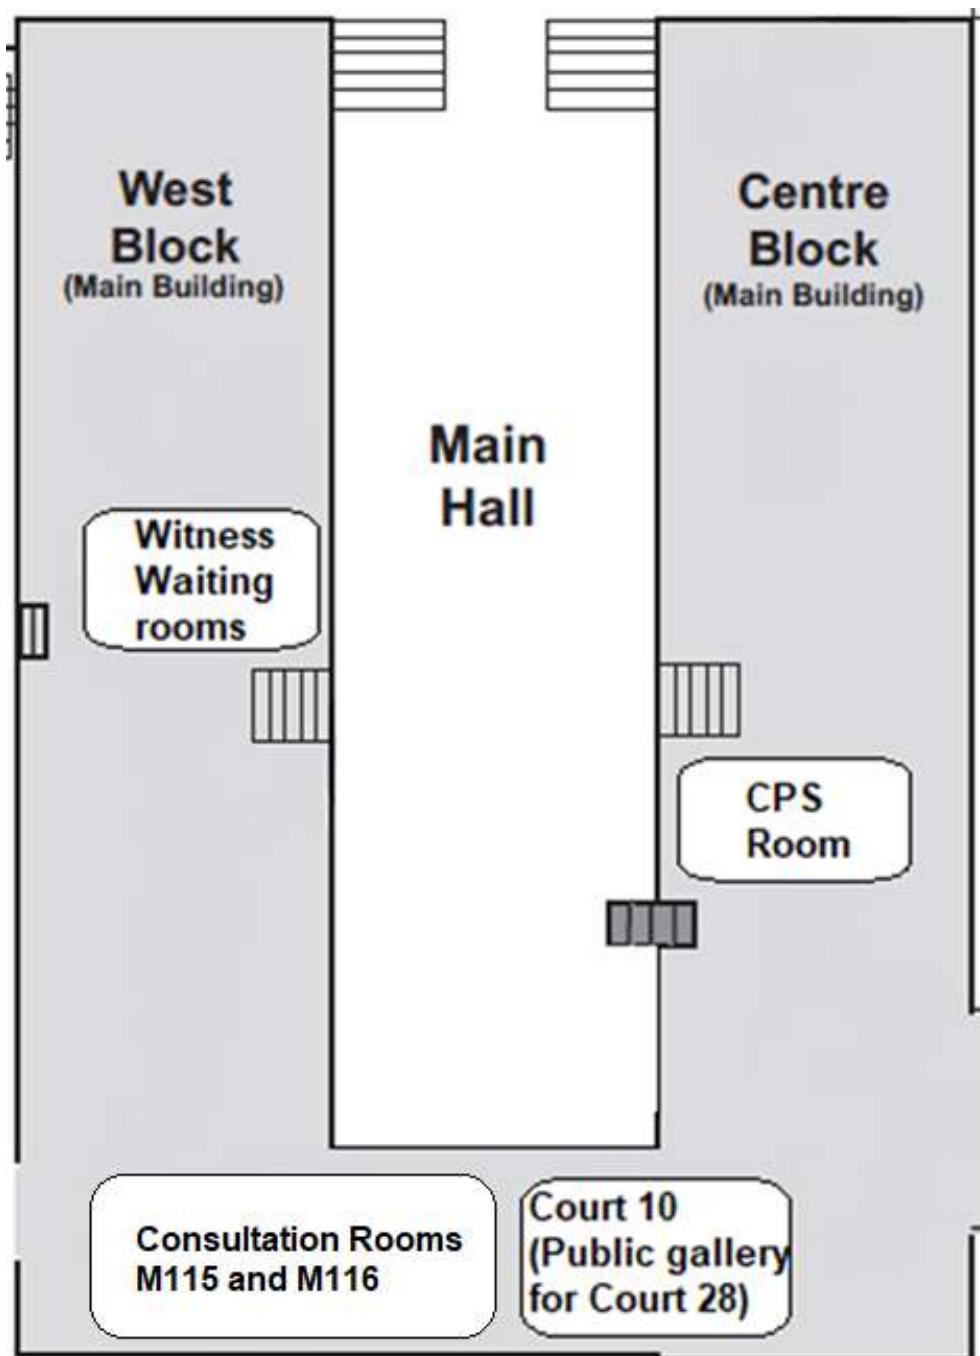 West
Block
(Main Building)
Centre
Block
(Main Building)
Main
Hall
Witness
Waiting
rooms
CPS
Room
Consultation Rooms
M115 and M116
Court 10
(Public gallery
for Court 28)